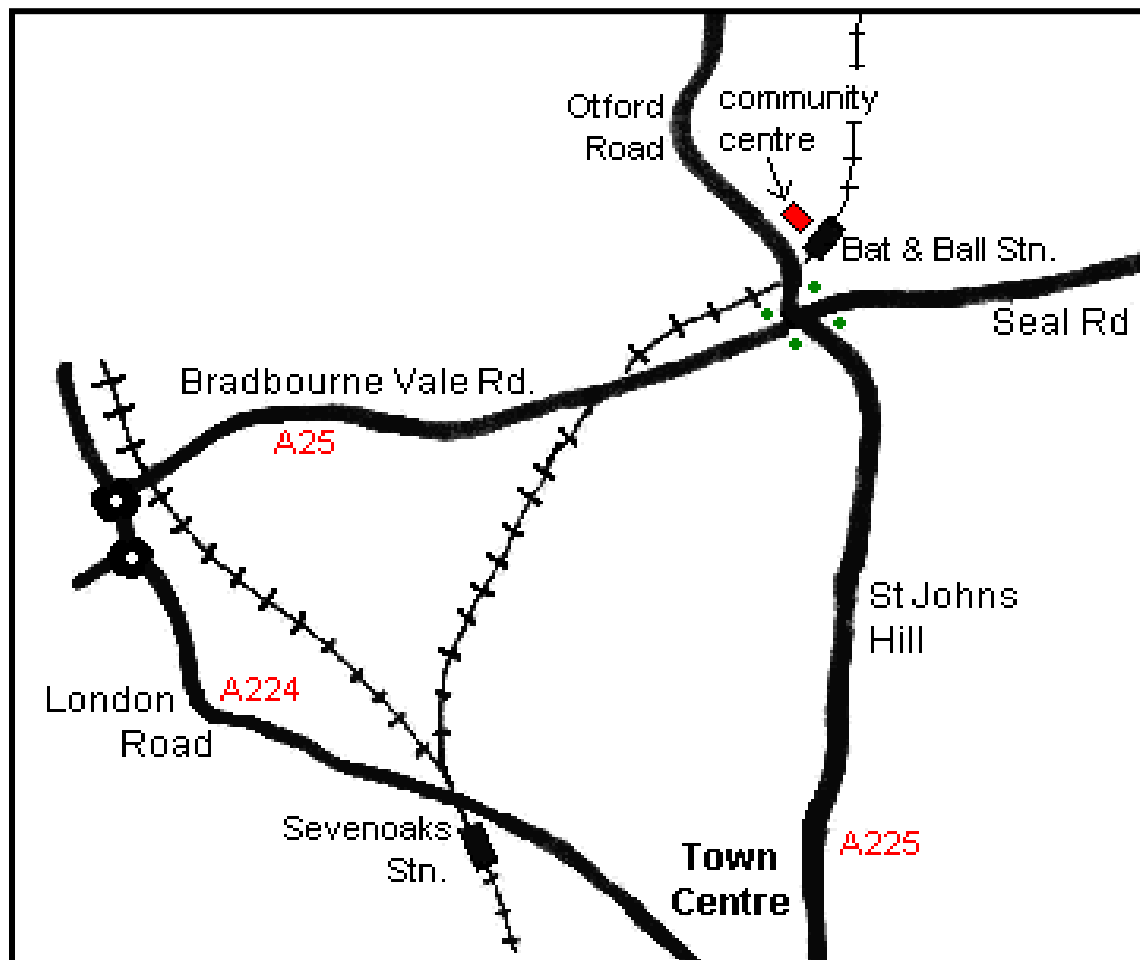 Otford
Road
community
centre
Bat & Ball Stn.
Seal Rd
Bradbourne Vale Rd.
A25
St Johns
Hill
A224
London
Road
Sevenoaks
Stn.
A225
Town
Centre